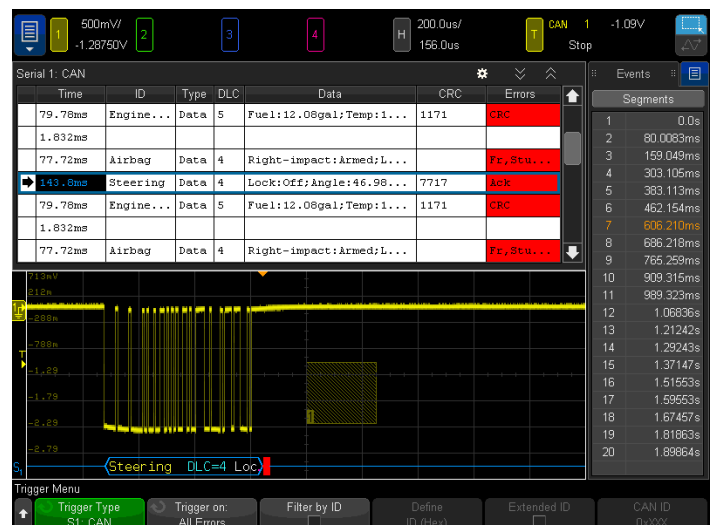 1 500mV/ 2 3 4 H 200.0us/ T CAN 1 -1.09V
-1.28750V 156.0us Stop
Serial 1: CAN
Time ID Type DLC Data CRC Errors
79.78ms Engine... Data 5 Fuel:12.08gal;Temp:1... 1171 CRC
1.832ms
77.72ms Airbag Data 4 Right-impact:Armed;L... Fr,Stu...
143.8ms Steering Data 4 Lock:Off;Angle:46.98... 7717 Ack
79.78ms Engine... Data 5 Fuel:12.08gal;Temp:1... 1171 CRC
1.832ms
77.72ms Airbag Data 4 Right-impact:Armed;L... Fr,Stu...
Events
Segments
1 0.0s
2 80.0083ms
3 159.049ms
4 303.105ms
5 383.113ms
6 462.154ms
7 606.210ms
8 686.218ms
9 765.259ms
10 909.315ms
11 989.323ms
12 1.06836s
13 1.21242s
14 1.29243s
15 1.37147s
16 1.51553s
17 1.59553s
18 1.67457s
19 1.81863s
20 1.89864s
713mV
212m
-288m
-788m
T
-1.29
-1.79
-2.29
-2.79
1
S1 Steering DLC=4 Loc
Trigger Menu
Trigger Type Trigger on: Filter by ID Define Extended ID CAN ID
S1: CAN All Errors ID (Hex) 0xXXX